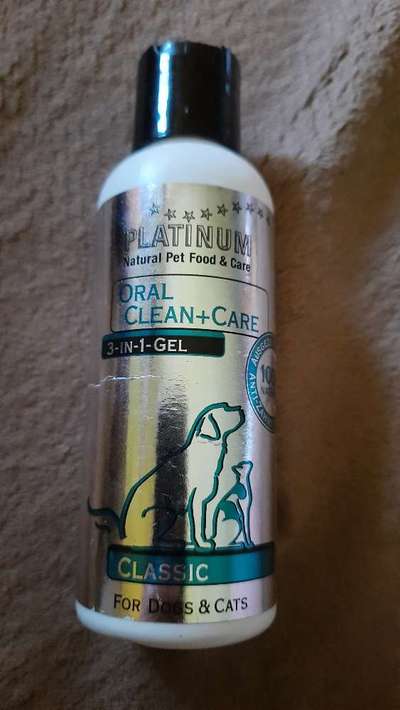 PLATINUM
Natural Pet Food & Care
ORAL
CLEAN+CARE
3-IN-1-GEL
CLASSIC
FOR DOGS & CATS